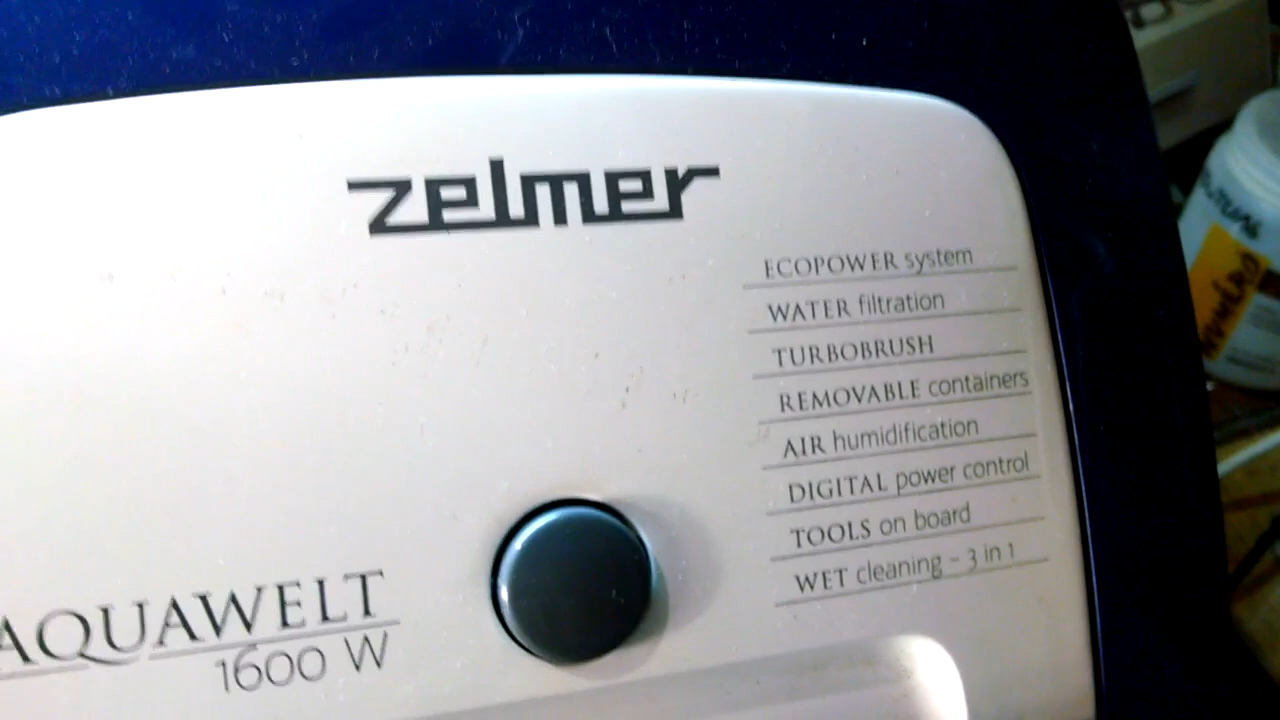 zelmer
ECOPOWER system
WATER filtration
TURBOBRUSH
REMOVABLE containers
AIR humidification
DIGITAL power control
TOOLS on board
WET cleaning - 3 in 1
AQUAWELT
1600 W